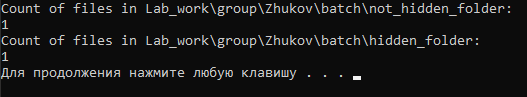 Count of files in Lab_work\group\Zhukov\batch\not_hidden_folder:
1
Count of files in Lab_work\group\Zhukov\batch\hidden_folder:
1
Для продолжения нажмите любую клавишу . . .